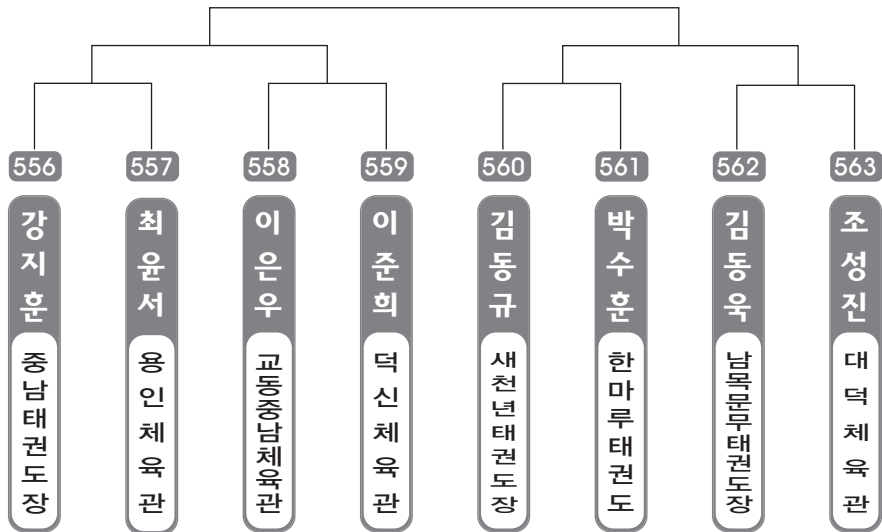 556 557 558 559 560 561 562 563
강지훈 최윤서 이은우 이준희 김동규 박수훈 김동욱 조성진
중남태권도장 용인체육관 교동중남체육관 덕신체육관 새천년태권도장 한마루태권도 남목문무태권도장 대덕체육관